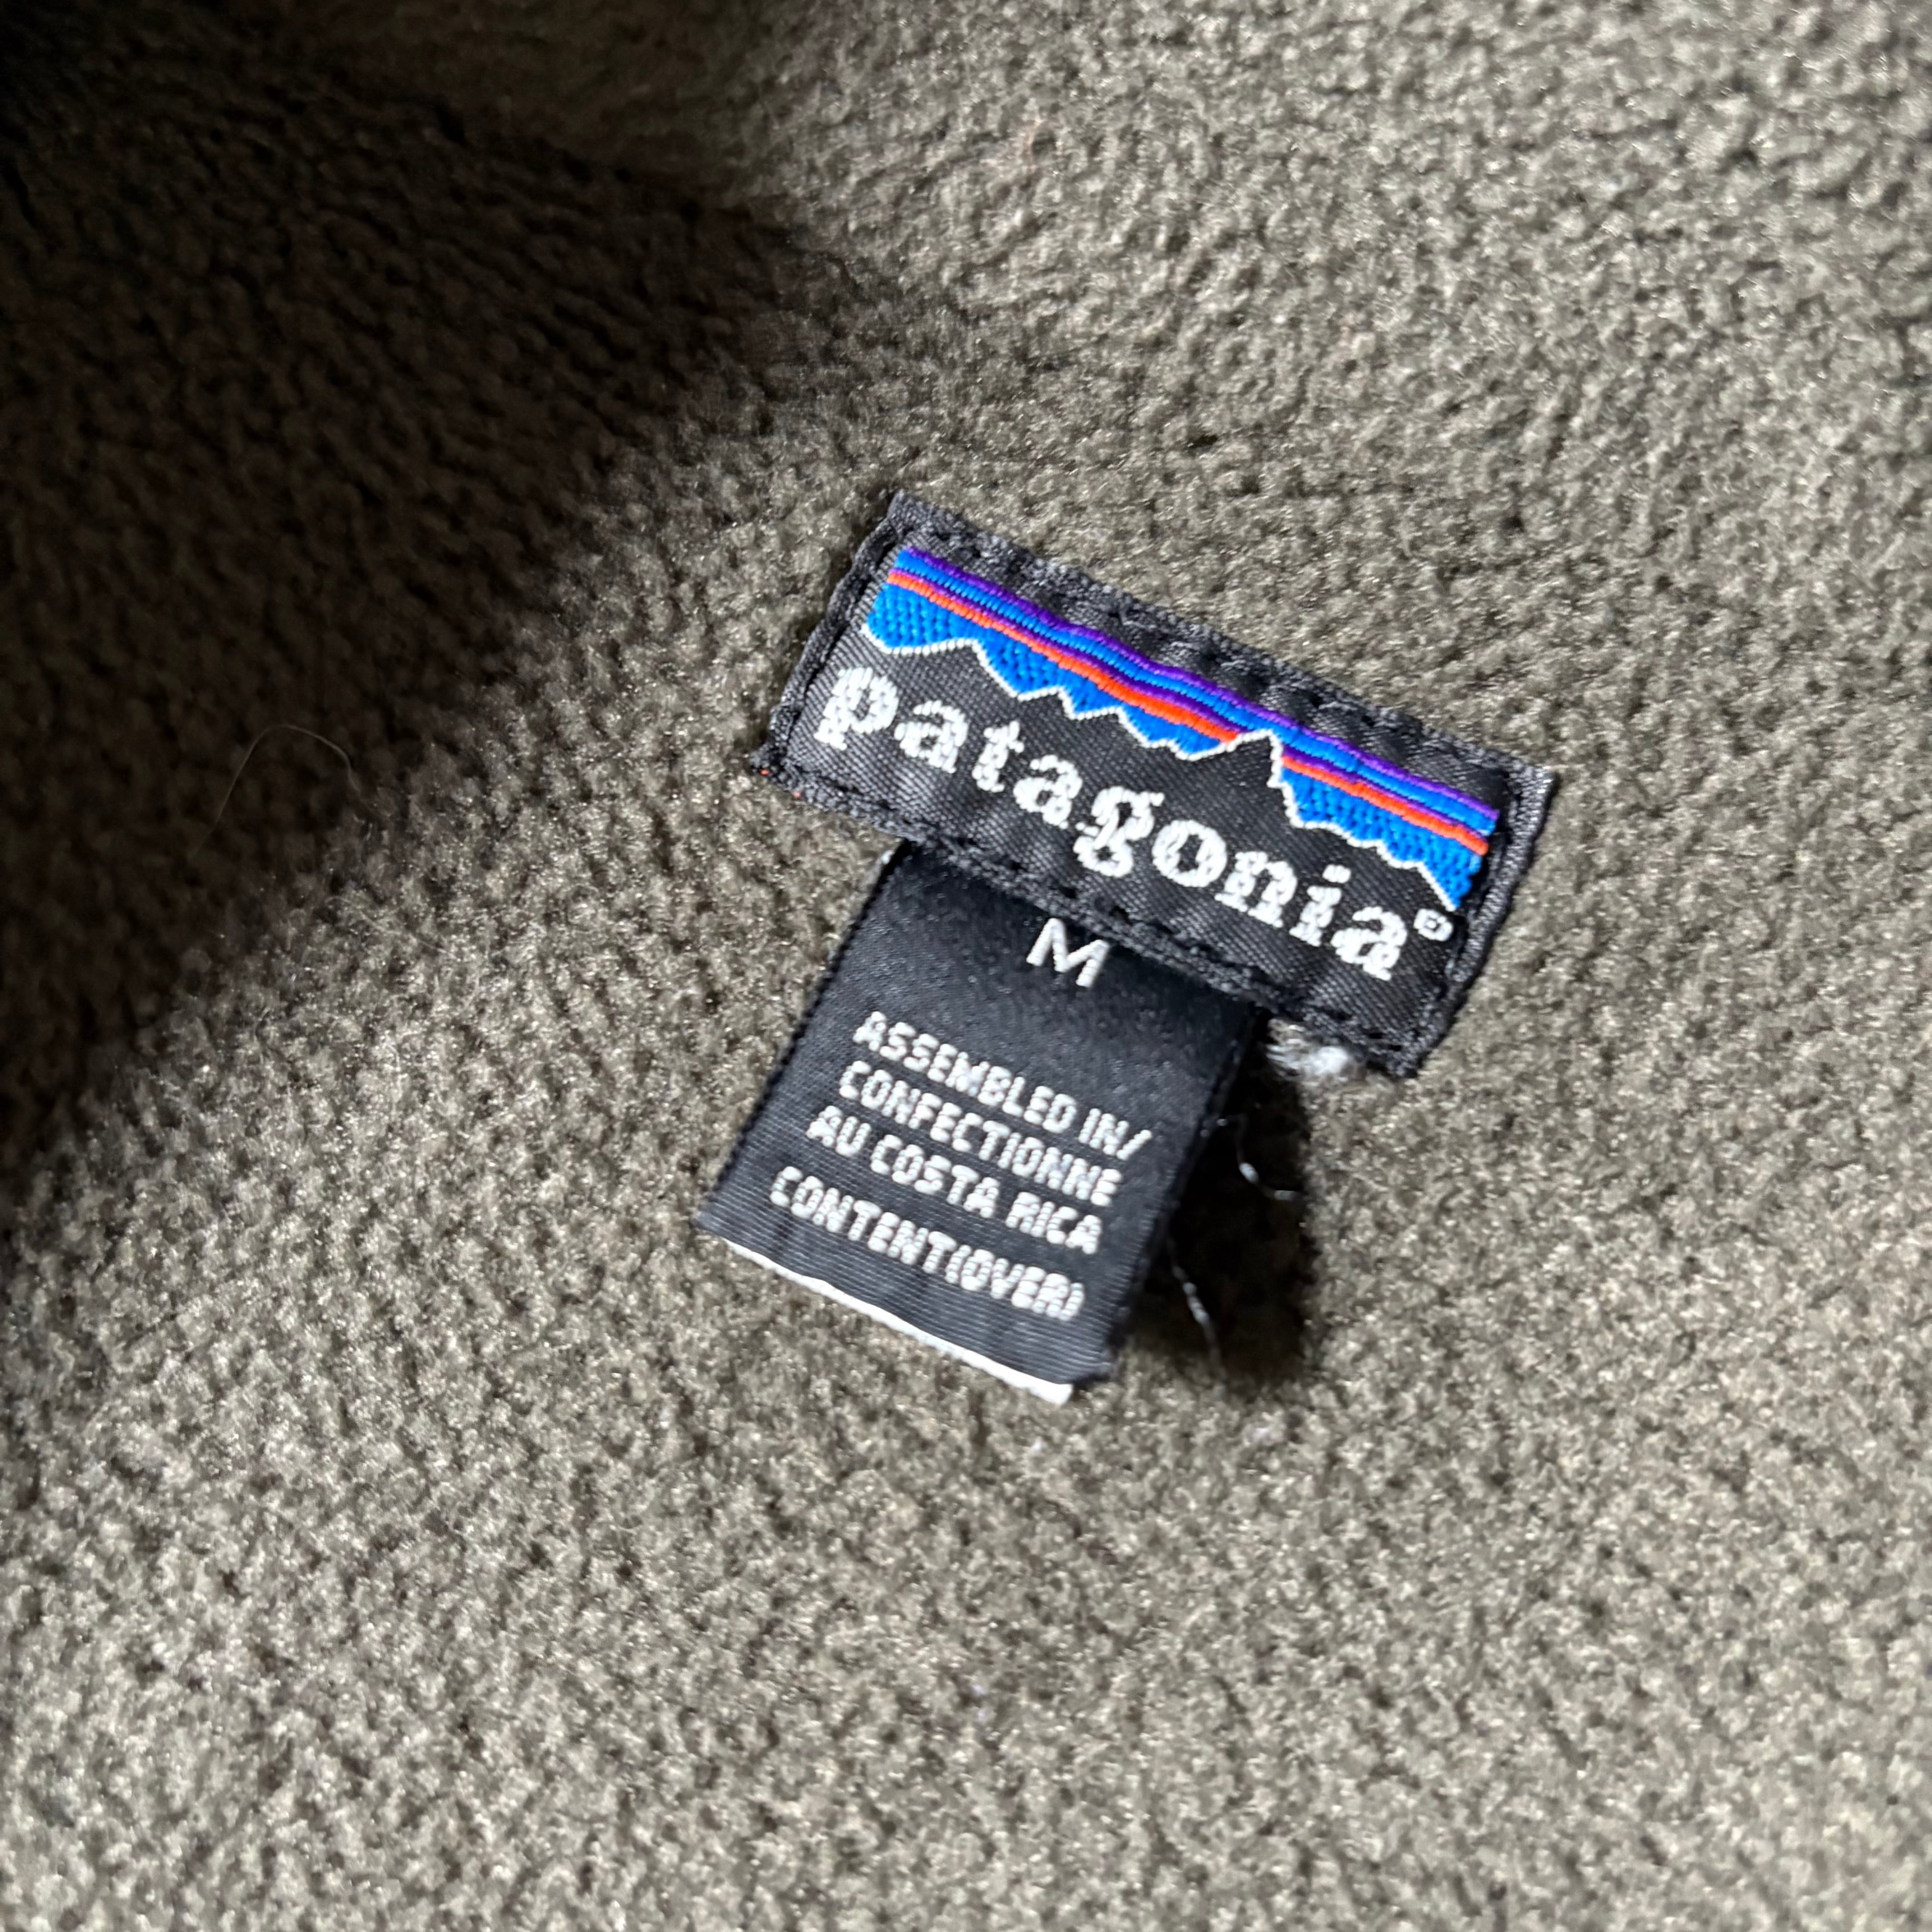 patagonia®
M
ASSEMBLED IN/
CONFECTIONNE
AU COSTA RICA
CONTENT(OVER)